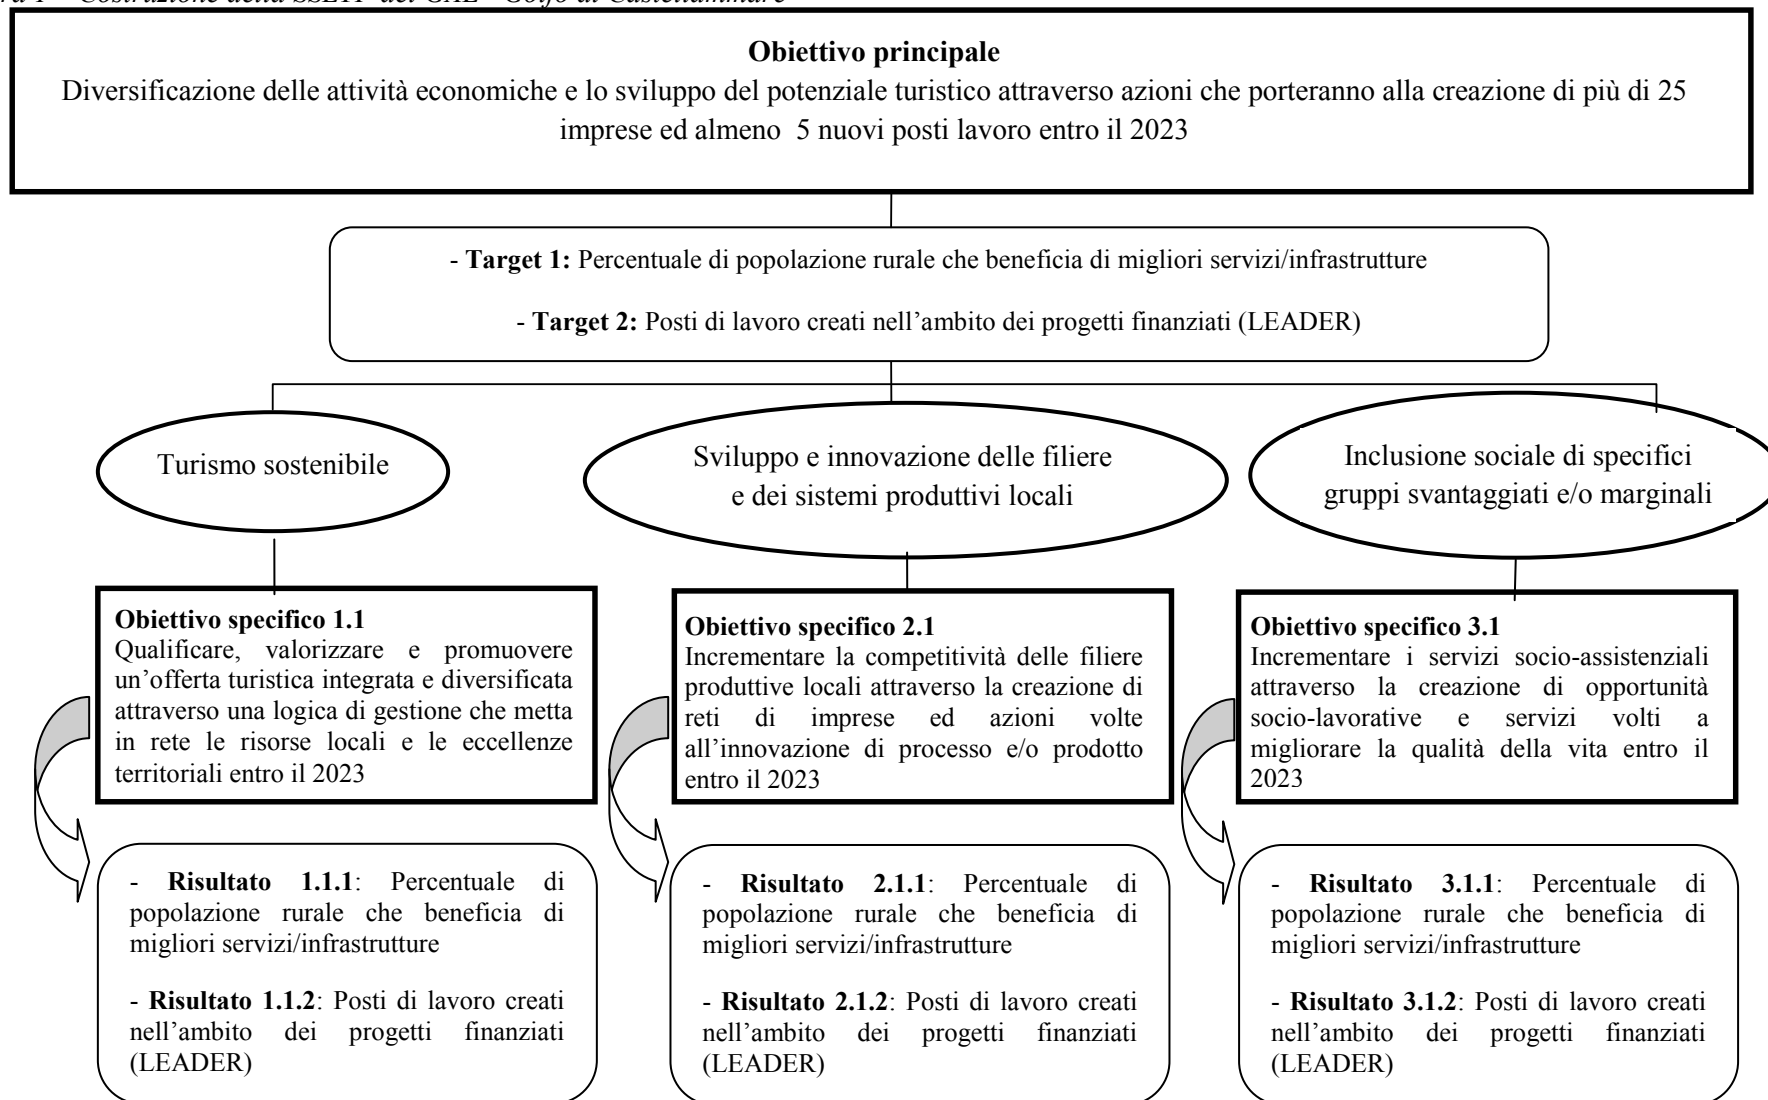 Obiettivo principale
Diversificazione delle attività economiche e lo sviluppo del potenziale turistico attraverso azioni che porteranno alla creazione di più di 25
imprese ed almeno 5 nuovi posti lavoro entro il 2023
- Target 1: Percentuale di popolazione rurale che beneficia di migliori servizi/infrastrutture
- Target 2: Posti di lavoro creati nell’ambito dei progetti finanziati (LEADER)
Turismo sostenibile
Sviluppo e innovazione delle filiere
e dei sistemi produttivi locali
Inclusione sociale di specifici
gruppi svantaggiati e/o marginali
Obiettivo specifico 1.1
Qualificare, valorizzare e promuovere
un’offerta turistica integrata e diversificata
attraverso una logica di gestione che metta
in rete le risorse locali e le eccellenze
territoriali entro il 2023
Obiettivo specifico 2.1
Incrementare la competitività delle filiere
produttive locali attraverso la creazione di
reti di imprese ed azioni volte
all’innovazione di processo e/o prodotto
entro il 2023
Obiettivo specifico 3.1
Incrementare i servizi socio-assistenziali
attraverso la creazione di opportunità
socio-lavorative e servizi volti a
migliorare la qualità della vita entro il
2023
- Risultato 1.1.1: Percentuale di
popolazione rurale che beneficia di
migliori servizi/infrastrutture
- Risultato 1.1.2: Posti di lavoro creati
nell’ambito dei progetti finanziati
(LEADER)
- Risultato 2.1.1: Percentuale di
popolazione rurale che beneficia di
migliori servizi/infrastrutture
- Risultato 2.1.2: Posti di lavoro creati
nell’ambito dei progetti finanziati
(LEADER)
- Risultato 3.1.1: Percentuale di
popolazione rurale che beneficia di
migliori servizi/infrastrutture
- Risultato 3.1.2: Posti di lavoro creati
nell’ambito dei progetti finanziati
(LEADER)